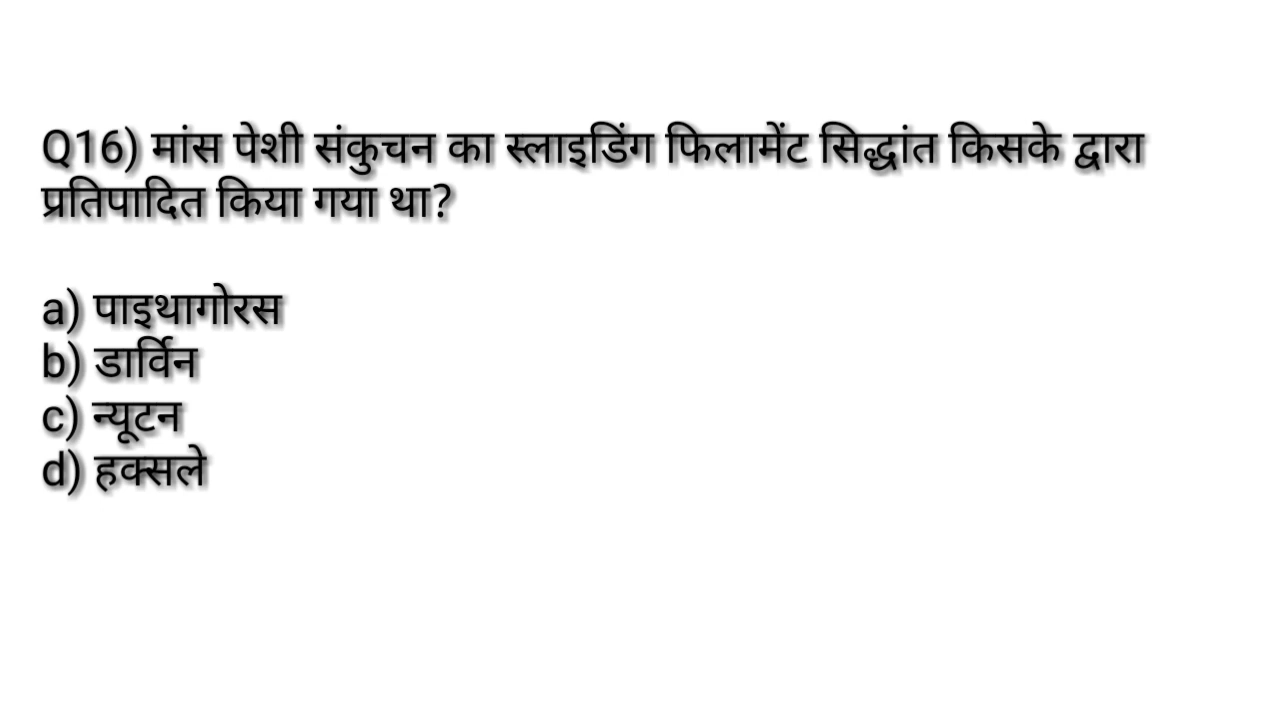 Q16) मांस पेशी संकुचन का स्लाइडिंग फिलामेंट सिद्धांत किसके द्वारा
प्रतिपादित किया गया था?
a) पाइथागोरस
b) डार्विन
c) न्यूटन
d) हक्सले